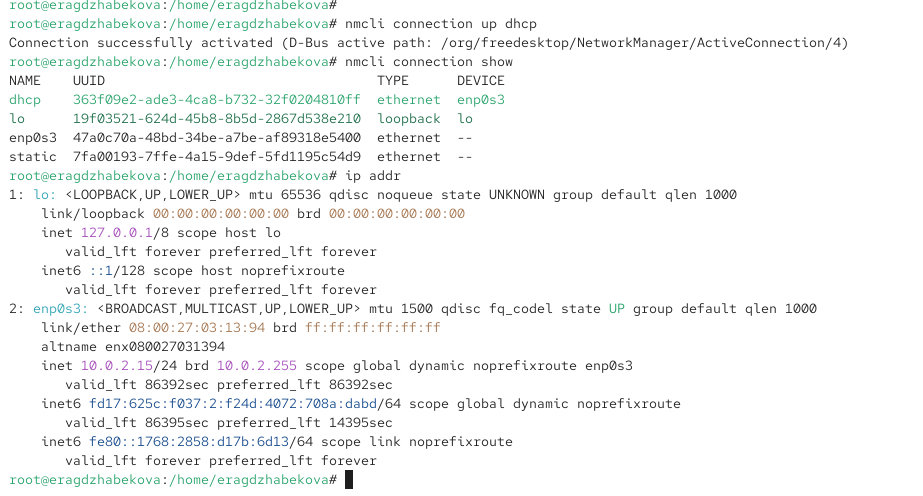 root@eragdzhabekova:/home/eragdzhabekova#
root@eragdzhabekova:/home/eragdzhabekova# nmcli connection up dhcp
Connection successfully activated (D-Bus active path: /org/freedesktop/NetworkManager/ActiveConnection/4)
root@eragdzhabekova:/home/eragdzhabekova# nmcli connection show
NAME    UUID                                  TYPE      DEVICE
dhcp    363f09e2-ade3-4ca8-b732-32f0204810ff  ethernet  enp0s3
lo      19f03521-624d-45b8-8b5d-2867d538e210  loopback  lo
enp0s3  47a0c70a-48bd-34be-a7be-af89318e5400  ethernet  --
static  7fa00193-7ffe-4a15-9def-5fd1195c54d9  ethernet  --
root@eragdzhabekova:/home/eragdzhabekova# ip addr
1: lo: <LOOPBACK,UP,LOWER_UP> mtu 65536 qdisc noqueue state UNKNOWN group default qlen 1000
    link/loopback 00:00:00:00:00:00 brd 00:00:00:00:00:00
    inet 127.0.0.1/8 scope host lo
       valid_lft forever preferred_lft forever
    inet6 ::1/128 scope host noprefixroute
       valid_lft forever preferred_lft forever
2: enp0s3: <BROADCAST,MULTICAST,UP,LOWER_UP> mtu 1500 qdisc fq_codel state UP group default qlen 1000
    link/ether 08:00:27:03:13:94 brd ff:ff:ff:ff:ff:ff
    altname enx080027031394
    inet 10.0.2.15/24 brd 10.0.2.255 scope global dynamic noprefixroute enp0s3
       valid_lft 86392sec preferred_lft 86392sec
    inet6 fd17:625c:f037:2:f24d:4072:708a:dabd/64 scope global dynamic noprefixroute
       valid_lft 86395sec preferred_lft 14395sec
    inet6 fe80::1768:2858:d17b:6d13/64 scope link noprefixroute
       valid_lft forever preferred_lft forever
root@eragdzhabekova:/home/eragdzhabekova#